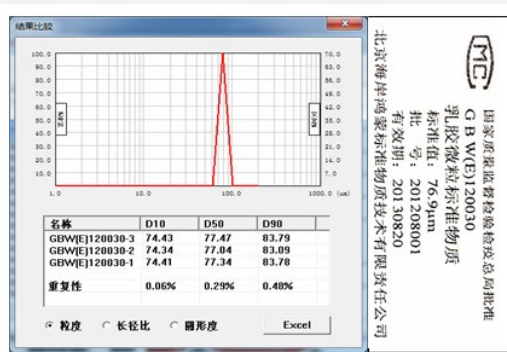 结果比较
100.0
90.0
80.0
70.0
60.0
50.0
40.0
30.0
20.0
10.0
70.0
63.0
56.0
49.0
42.0
35.0
28.0
21.0
14.0
7.0
1.0 10.0 100.0 1000.0 (um)
名称 D10 D50 D90
GBW(E)120030-3 74.43 77.47 83.79
GBW(E)120030-2 74.34 77.04 83.09
GBW(E)120030-1 74.41 77.34 83.78
重复性 0.06% 0.29% 0.48%
粒度 长径比 圆形度 Excel
MC
国家质量监督检验检疫总局批准
GBW(E)120030
乳胶微粒标准物质
标准值: 76.9μm
批 号: 201208001
有效期: 20130820
北京海岸鸿蒙标准物质技术有限责任公司